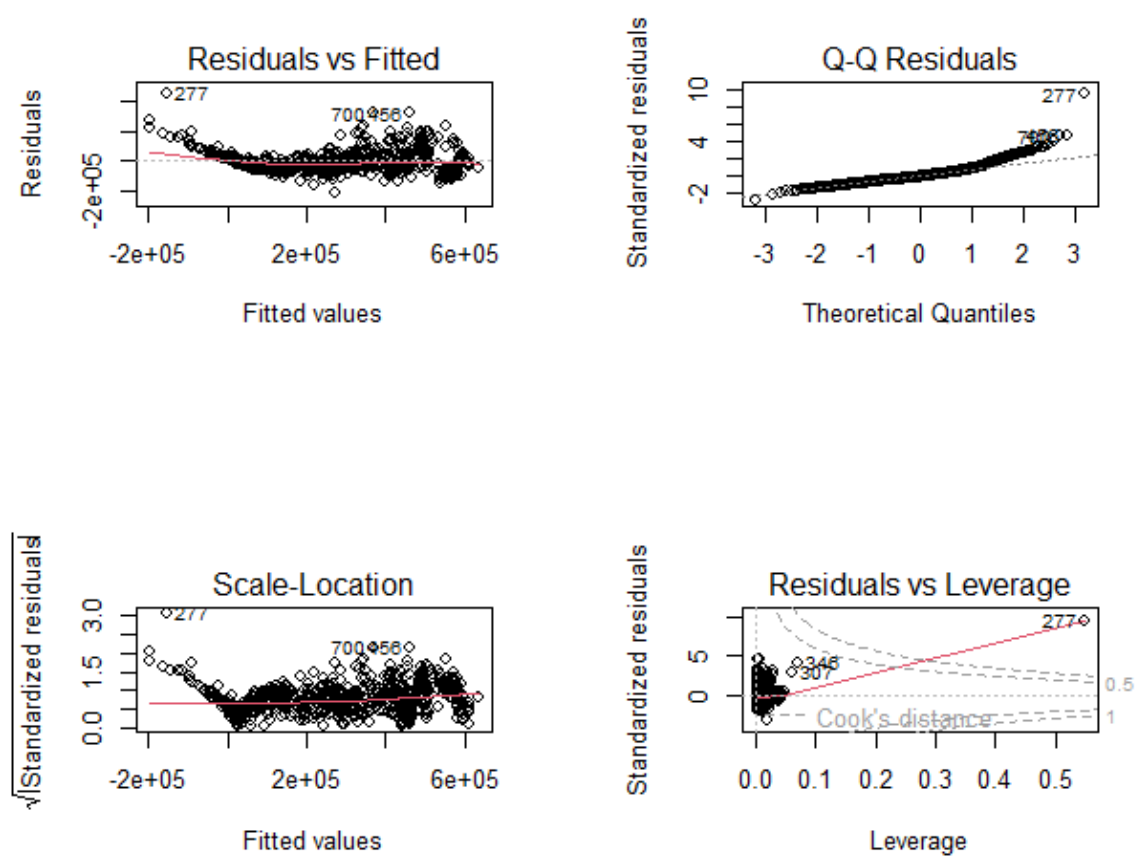 Residuals vs Fitted
Residuals
-2e+05
277
700 456
-2e+05 2e+05 6e+05
Fitted values
Q-Q Residuals
Standardized residuals
10
4
-2
277
-3 -2 -1 0 1 2 3
Theoretical Quantiles
Scale-Location
√|Standardized residuals|
3.0
1.5
0.0
277
700 456
-2e+05 2e+05 6e+05
Fitted values
Residuals vs Leverage
Standardized residuals
5
0
277
346
307
Cook's distance
0.5
1
0.0 0.1 0.2 0.3 0.4 0.5
Leverage